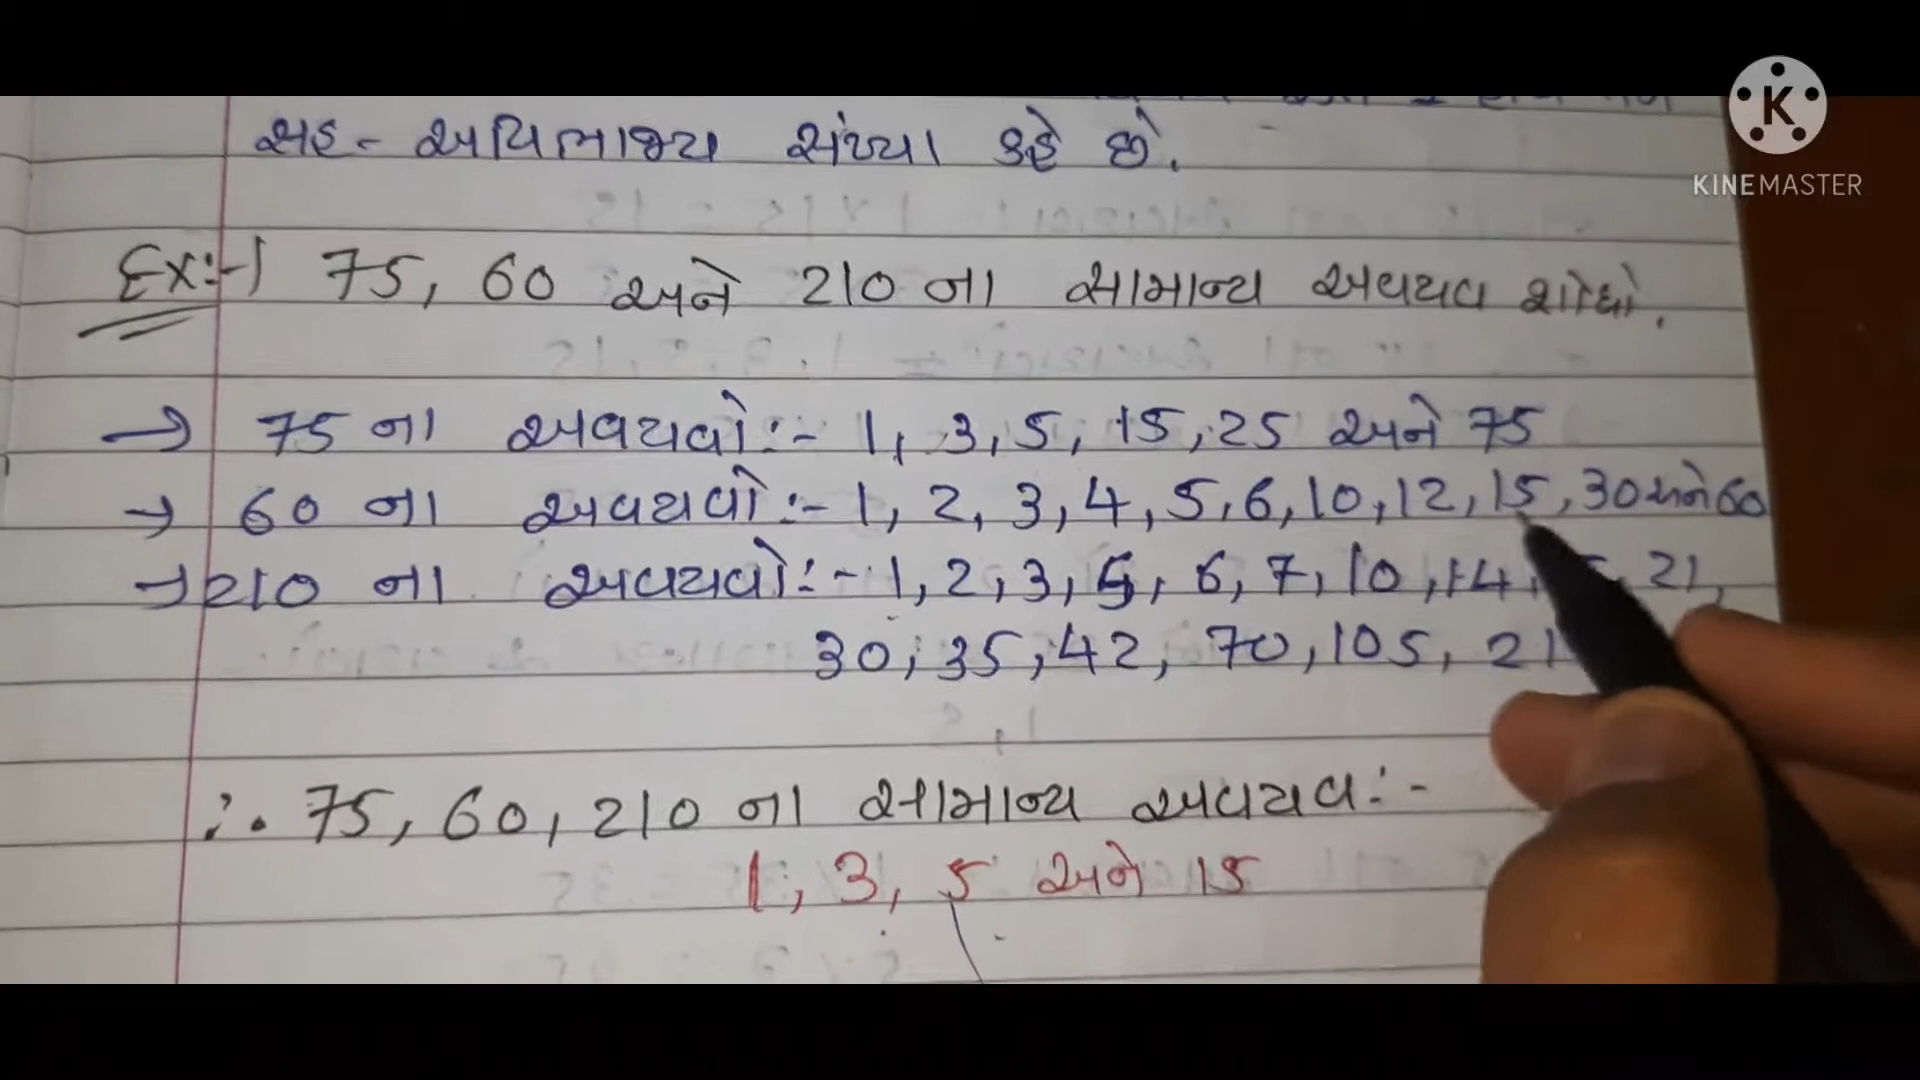 K
KINEMASTER
સહ - અવિભાજ્ય સંખ્યા કહે છે.
Ex:-1 75, 60 અને 210 ના સામાન્ય અવયવ શોધો.
→ 75 ના અવયવો:- 1, 3, 5, 15, 25 અને 75
→ 60 ના અવયવો:- 1, 2, 3, 4, 5, 6, 10, 12, 15, 30 અને 60
→ 210 ના અવયવો:- 1, 2, 3, 5, 6, 7, 10, 14, 21,
30, 35, 42, 70, 105, 21
∴ 75, 60, 210 ના સામાન્ય અવયવ:-
1, 3, 5 અને 15